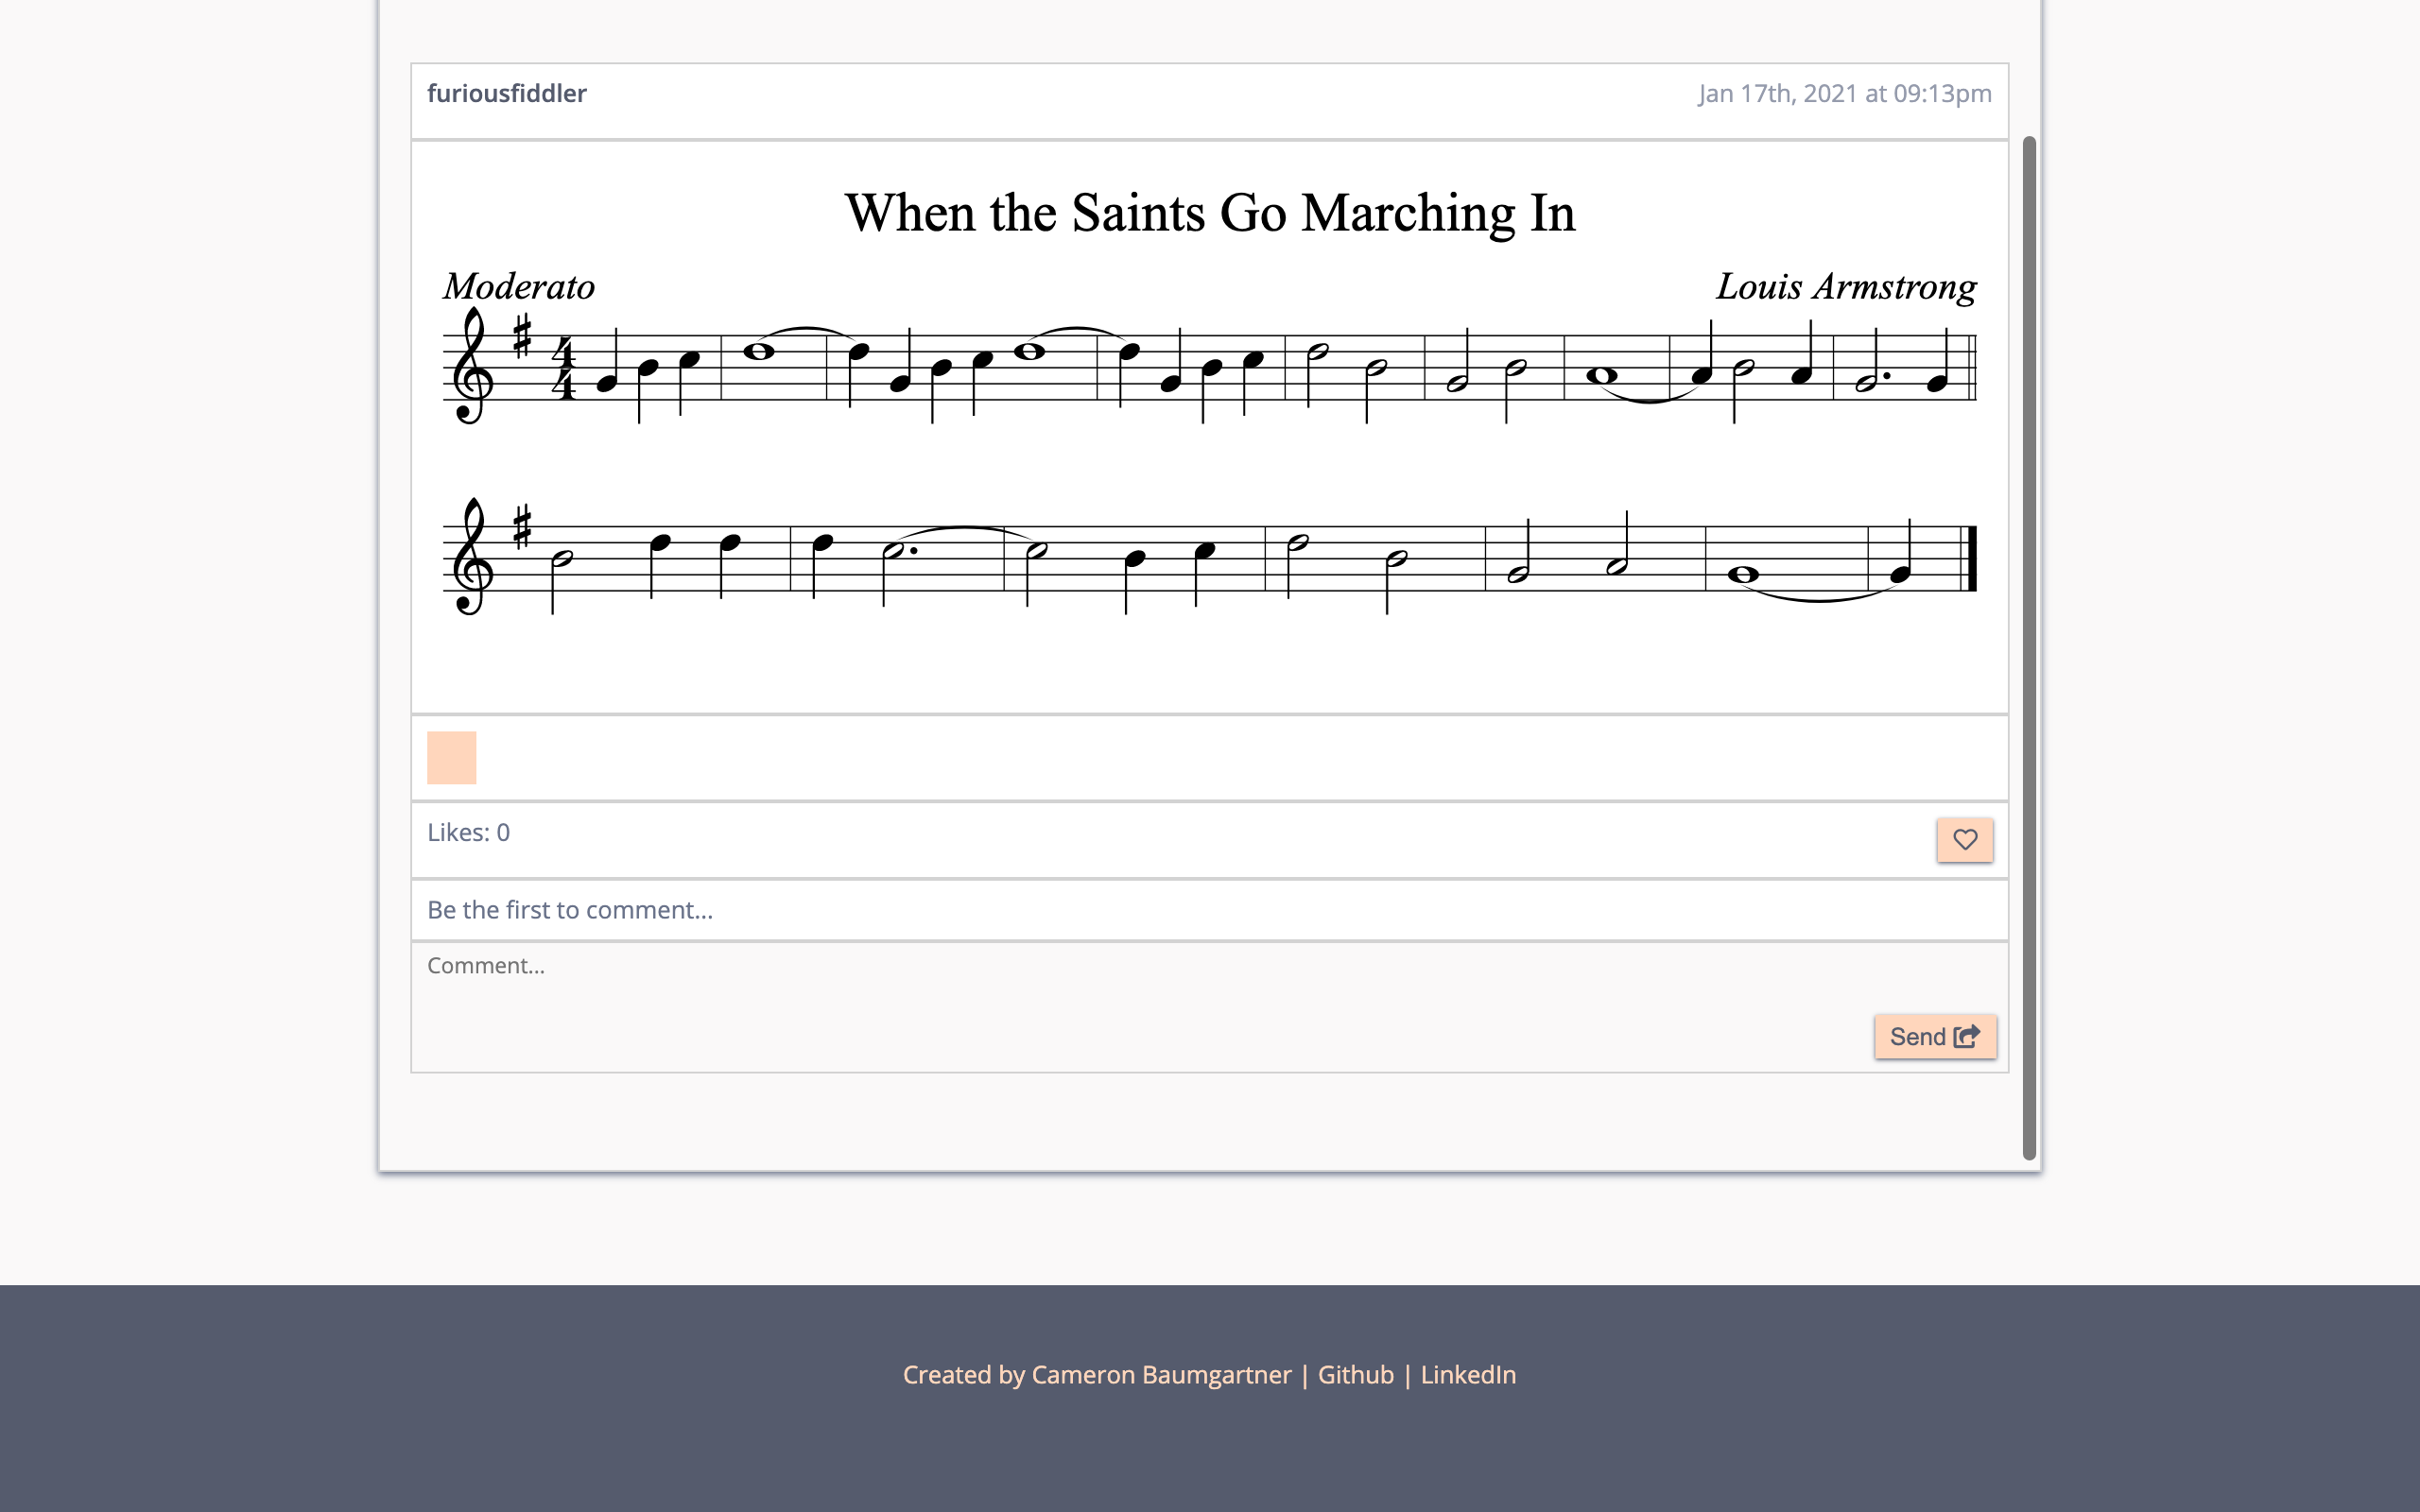 furiousfiddler
Jan 17th, 2021 at 09:13pm
When the Saints Go Marching In
Moderato
Louis Armstrong
4
4
Likes: 0
Be the first to comment...
Comment...
Send
Created by Cameron Baumgartner | Github | LinkedIn